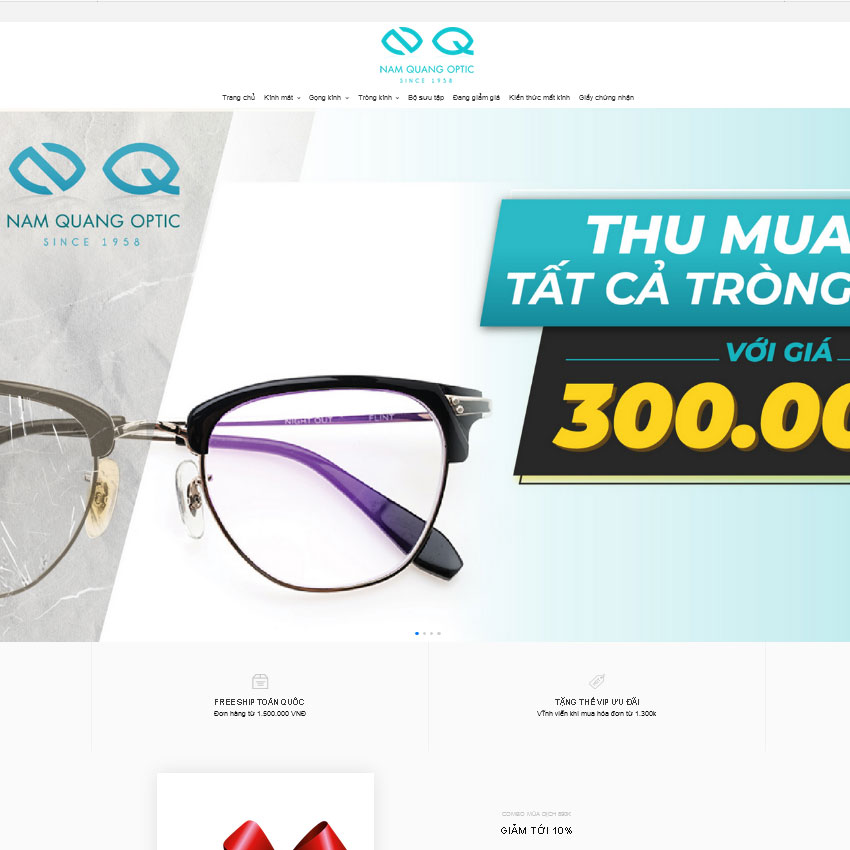 NAM QUANG OPTIC
SINCE 1958
Trang chủ Kính mát Gọng kính Tròng kính Bộ sưu tập Đang giảm giá Kiến thức mắt kính Giấy chứng nhận
NAM QUANG OPTIC
SINCE 1958
THU MUA
TẤT CẢ TRÒNG
VỚI GIÁ
300.00
NIGHT OUT FLINT
FREESHIP TOÀN QUỐC
Đơn hàng từ 1.500.000 VNĐ
TẶNG THẺ VIP ƯU ĐÃI
Vĩnh viễn khi mua hóa đơn từ 1.300k
COMBO MÙA DỊCH
GIẢM TỚI 10%